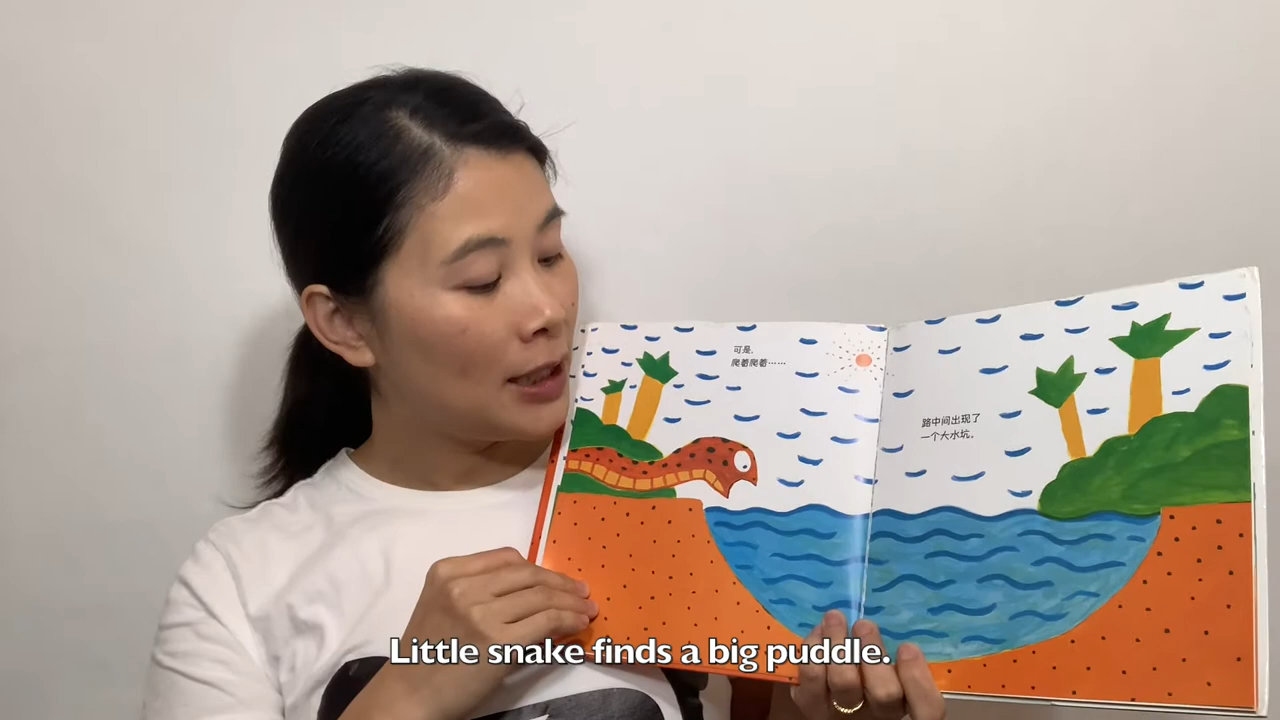 可是，
爬着爬着……
路中间出现了
一个大水坑。
Little snake finds a big puddle.